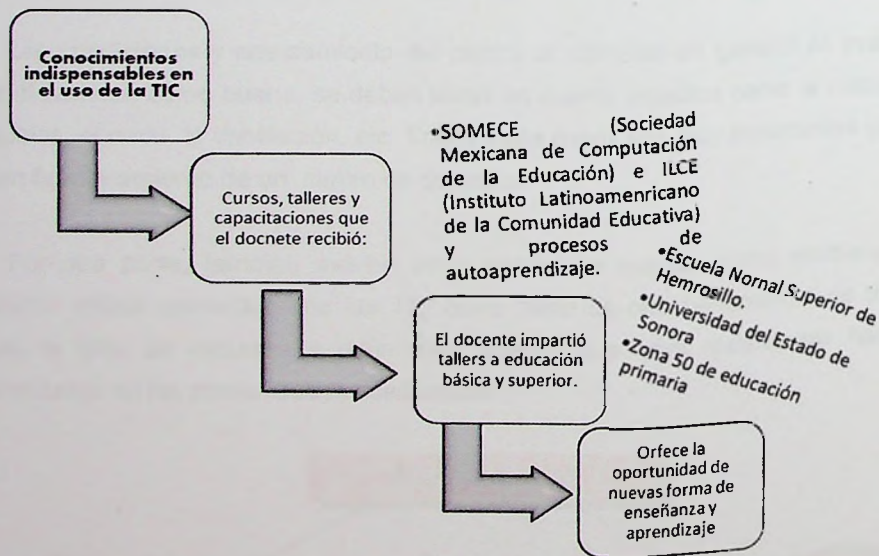 Conocimientos
indispensables en
el uso de la TIC
Cursos, talleres y
capacitaciones que
el docnete recibió:
•SOMECE (Sociedad
Mexicana de Computación
de la Educación) e ILCE
(Instituto Latinoamenricano
de la Comunidad Educativa)
y procesos de
autoaprendizaje.
El docente impartió
tallers a educación
básica y superior.
•Escuela Nornal Superior de
Hemrosillo.
•Universidad del Estado de
Sonora
•Zona 50 de educación
primaria
Orfece la
oportunidad de
nuevas forma de
enseñanza y
aprendizaje